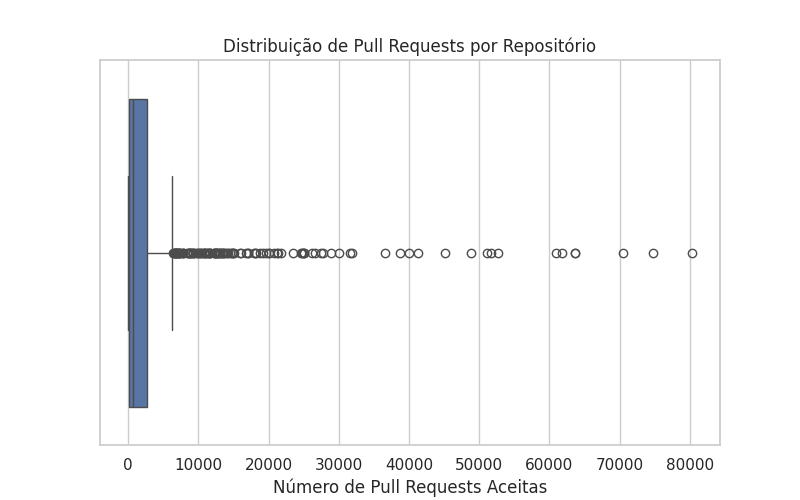 Distribuição de Pull Requests por Repositório
0 10000 20000 30000 40000 50000 60000 70000 80000
Número de Pull Requests Aceitas